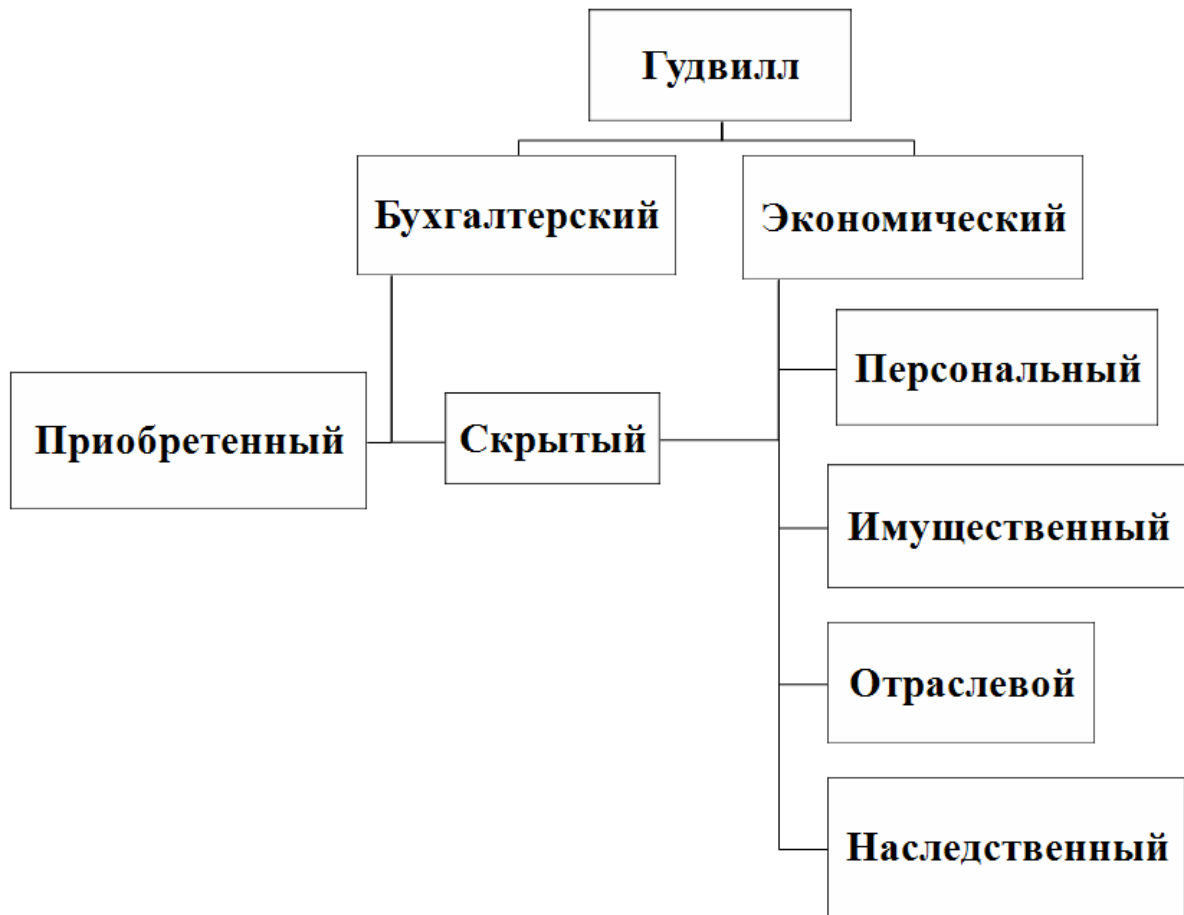 Гудвилл
Бухгалтерский
Экономический
Персональный
Приобретенный
Скрытый
Имущественный
Отраслевой
Наследственный